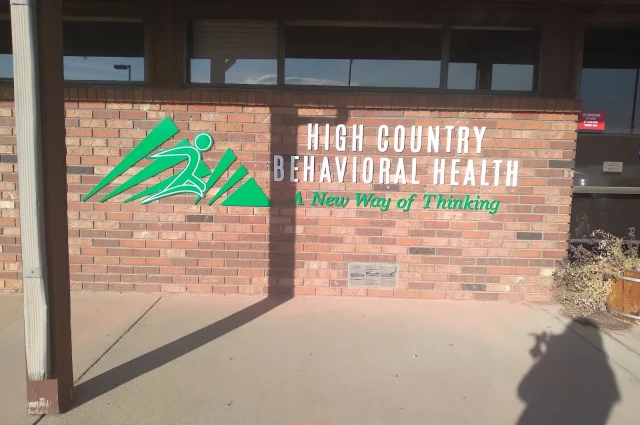 HIGH COUNTRY
BEHAVIORAL HEALTH
A New Way of Thinking